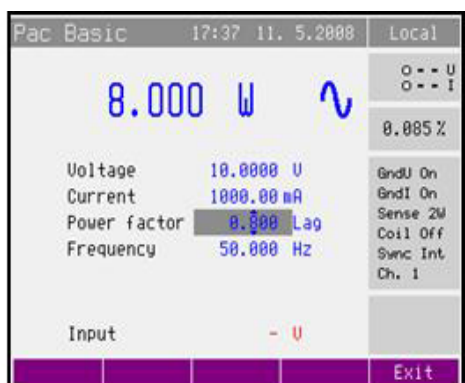 Pac Basic 17:37 11. 5.2008 Local
o-- U
o-- I
8.000 W
0.085 %
Voltage 10.0000 V
Current 1000.00 mA
Power factor 0.800 Lag
Frequency 50.000 Hz
GndU On
GndI On
Sense 2W
Coil Off
Sync Int
Ch. 1
Input - V
Exit